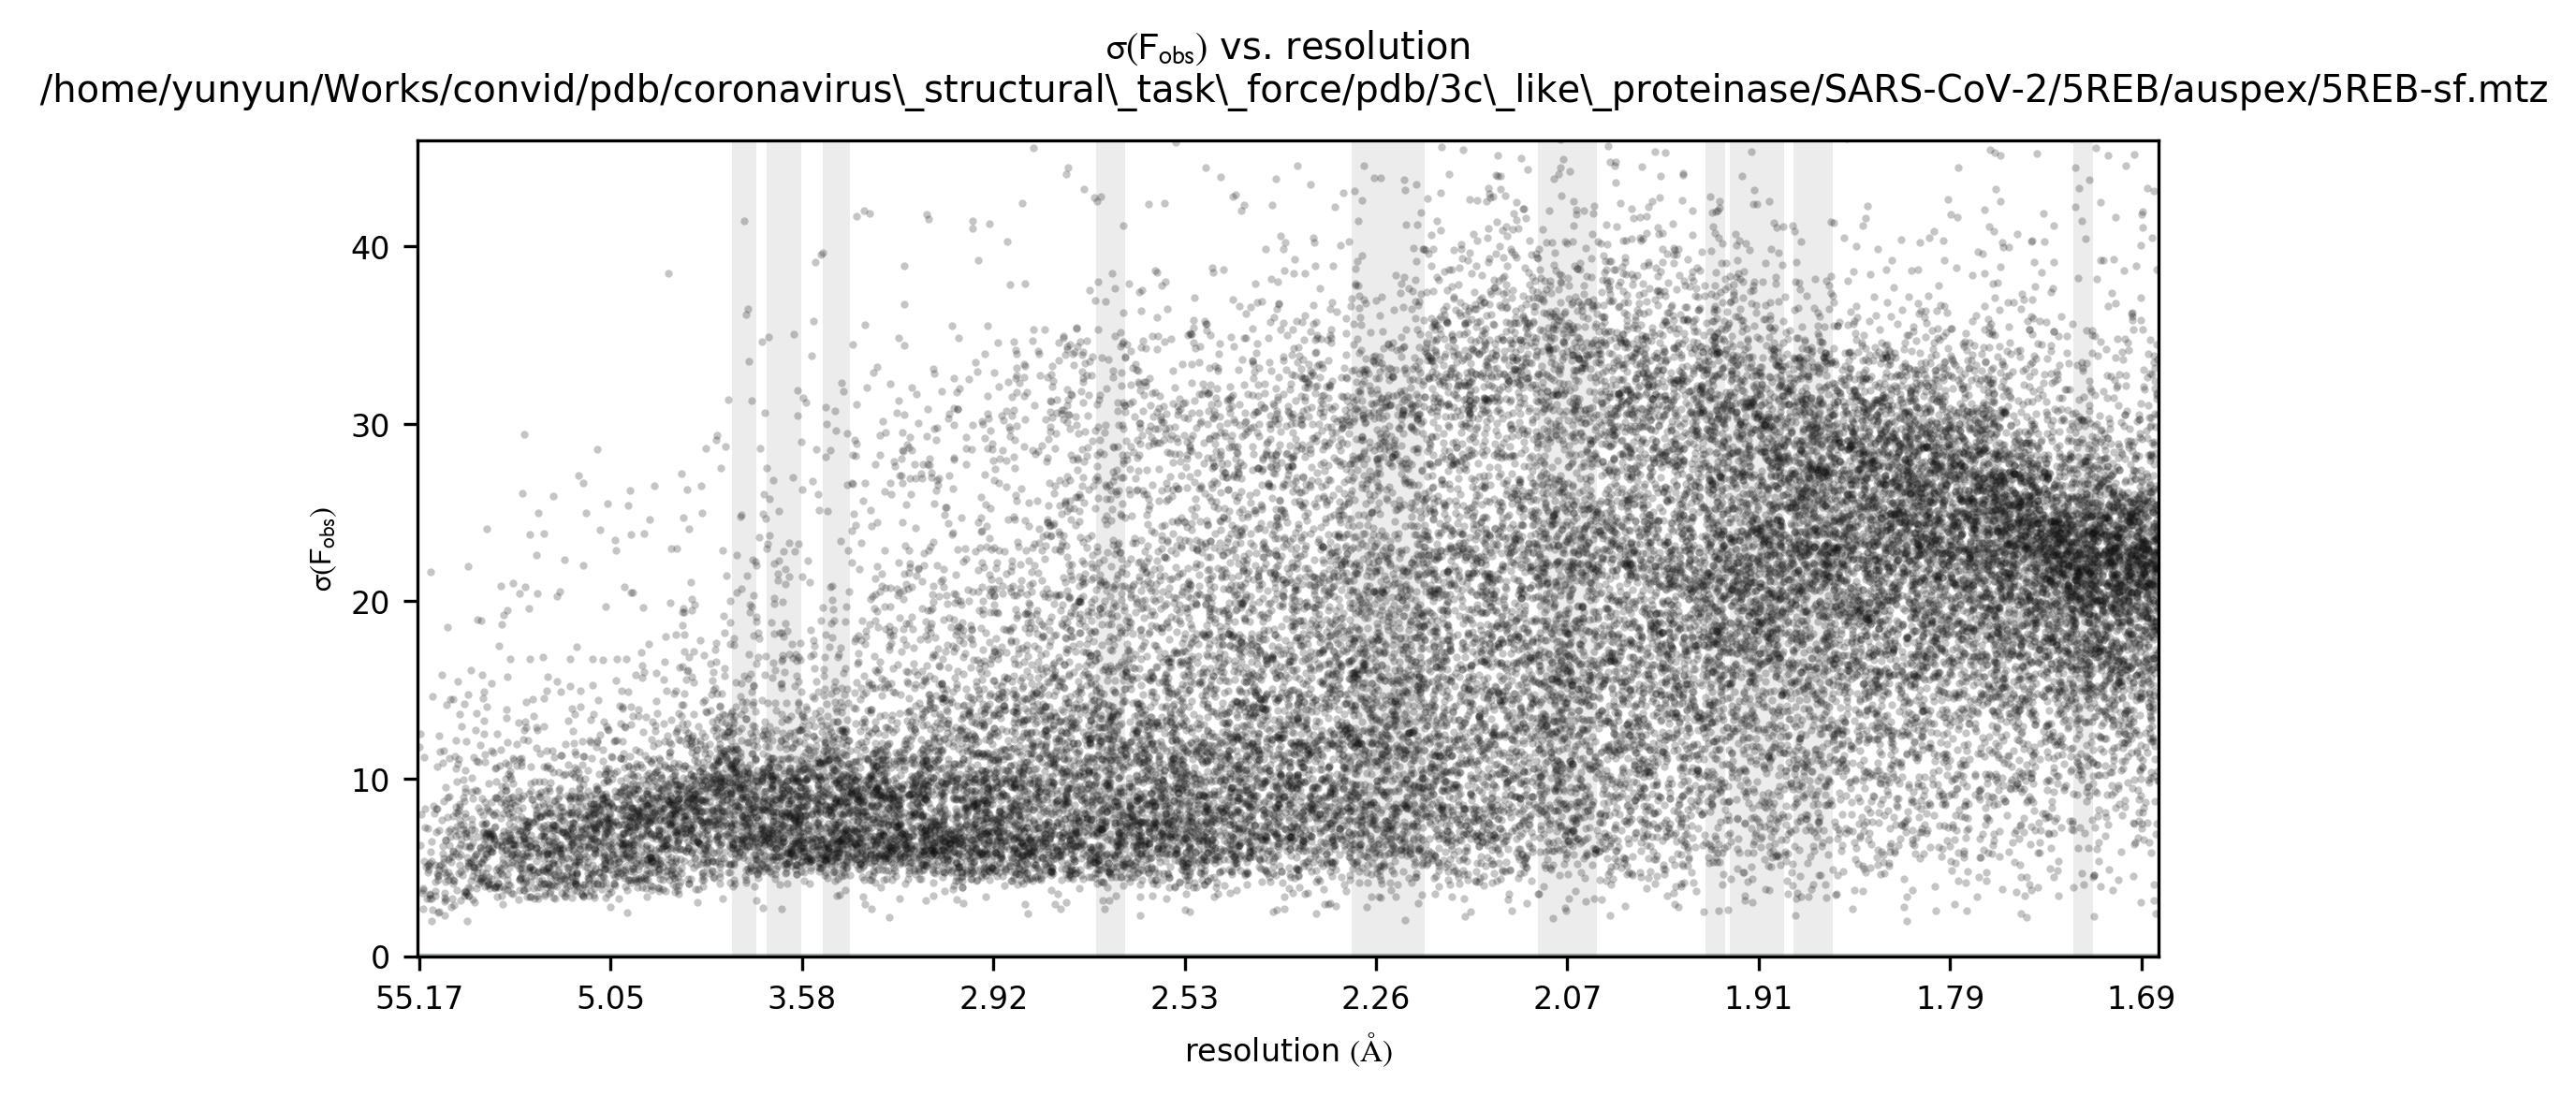 σ(F_obs) vs. resolution
/home/yunyun/Works/convid/pdb/coronavirus\_structural\_task\_force/pdb/3c\_like\_proteinase/SARS-CoV-2/5REB/auspex/5REB-sf.mtz
σ(F_obs)
40
30
20
10
0
55.17 5.05 3.58 2.92 2.53 2.26 2.07 1.91 1.79 1.69
resolution (Å)